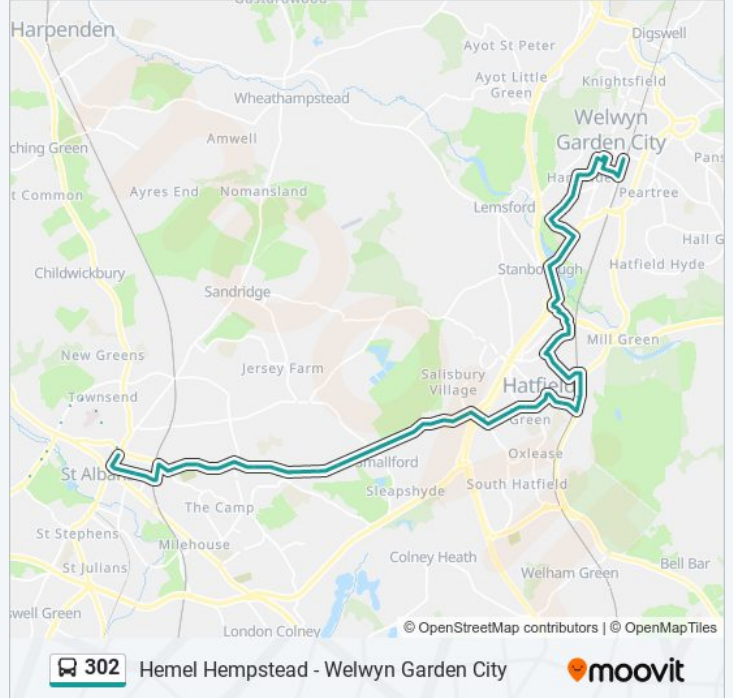 Gustardwood
Harpenden
Digswell
Ayot St Peter
Ayot Little
Green
Knightsfield
Wheathampstead
Welwyn
Garden City
Amwell
ching Green
Pans
t Common
Ayres End
Nomansland
Peartree
Lemsford
Hall G
Childwickbury
Stanborough
Hatfield Hyde
Sandridge
New Greens
Mill Green
Jersey Farm
Salisbury
Village
Hatfield
Townsend
Green
Oxlease
St Alban
mallford
Sleapshyde
South Hatfield
The Camp
St Stephens
Milehouse
Colney Heath
St Julians
Bell Bar
Welham Green
swell Green
London Colney
© OpenStreetMap contributors | © OpenMapTiles
302 Hemel Hempstead - Welwyn Garden City
moovit